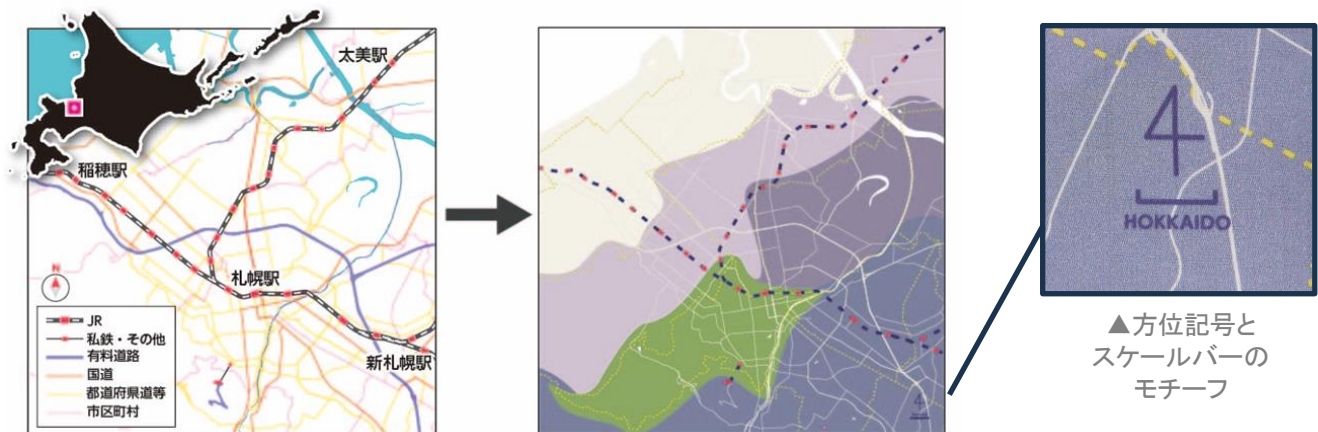 太美駅
稲穂駅
札幌駅
新札幌駅
N
JR
私鉄・その他
有料道路
国道
都道府県道等
市区町村
4
HOKKAIDO
▲方位記号と
スケールバーの
モチーフ